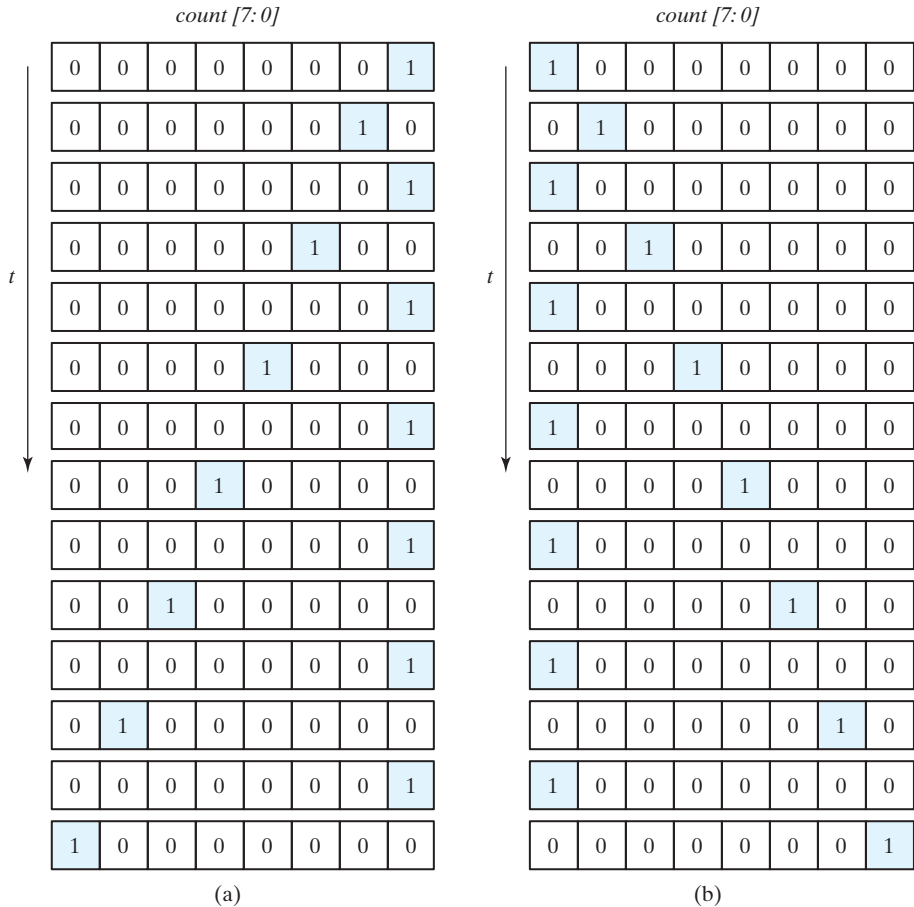 count [7: 0] count [7: 0]
0 0 0 0 0 0 0 1 1 0 0 0 0 0 0 0
0 0 0 0 0 0 1 0 0 1 0 0 0 0 0 0
0 0 0 0 0 0 0 1 1 0 0 0 0 0 0 0
0 0 0 0 0 1 0 0 0 0 1 0 0 0 0 0
t t
0 0 0 0 0 0 0 1 1 0 0 0 0 0 0 0
0 0 0 0 1 0 0 0 0 0 0 1 0 0 0 0
0 0 0 0 0 0 0 1 1 0 0 0 0 0 0 0
0 0 0 1 0 0 0 0 0 0 0 0 1 0 0 0
0 0 0 0 0 0 0 1 1 0 0 0 0 0 0 0
0 0 1 0 0 0 0 0 0 0 0 0 0 1 0 0
0 0 0 0 0 0 0 1 1 0 0 0 0 0 0 0
0 1 0 0 0 0 0 0 0 0 0 0 0 0 1 0
0 0 0 0 0 0 0 1 1 0 0 0 0 0 0 0
1 0 0 0 0 0 0 0 0 0 0 0 0 0 0 1
(a) (b)